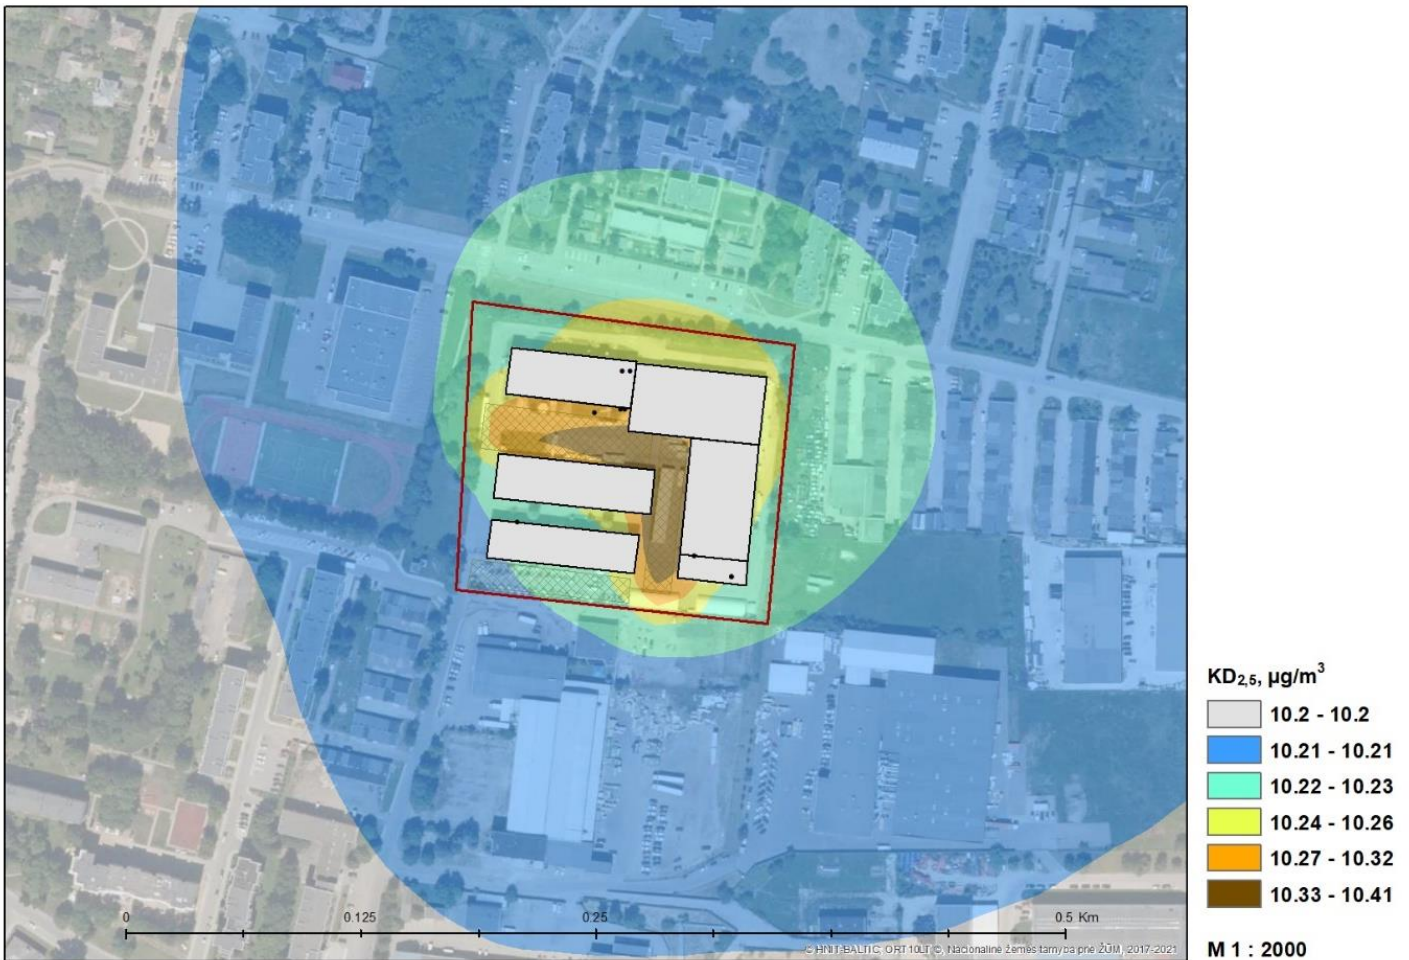 KD2,5, µg/m³
10.2 - 10.2
10.21 - 10.21
10.22 - 10.23
10.24 - 10.26
10.27 - 10.32
10.33 - 10.41
0 0.125 0.25 0.5 Km
© HNIT-BALTIC, ORT10LT ©, Nacionalinė žemės tarnyba prie ŽŪM, 2017-2021
M 1 : 2000